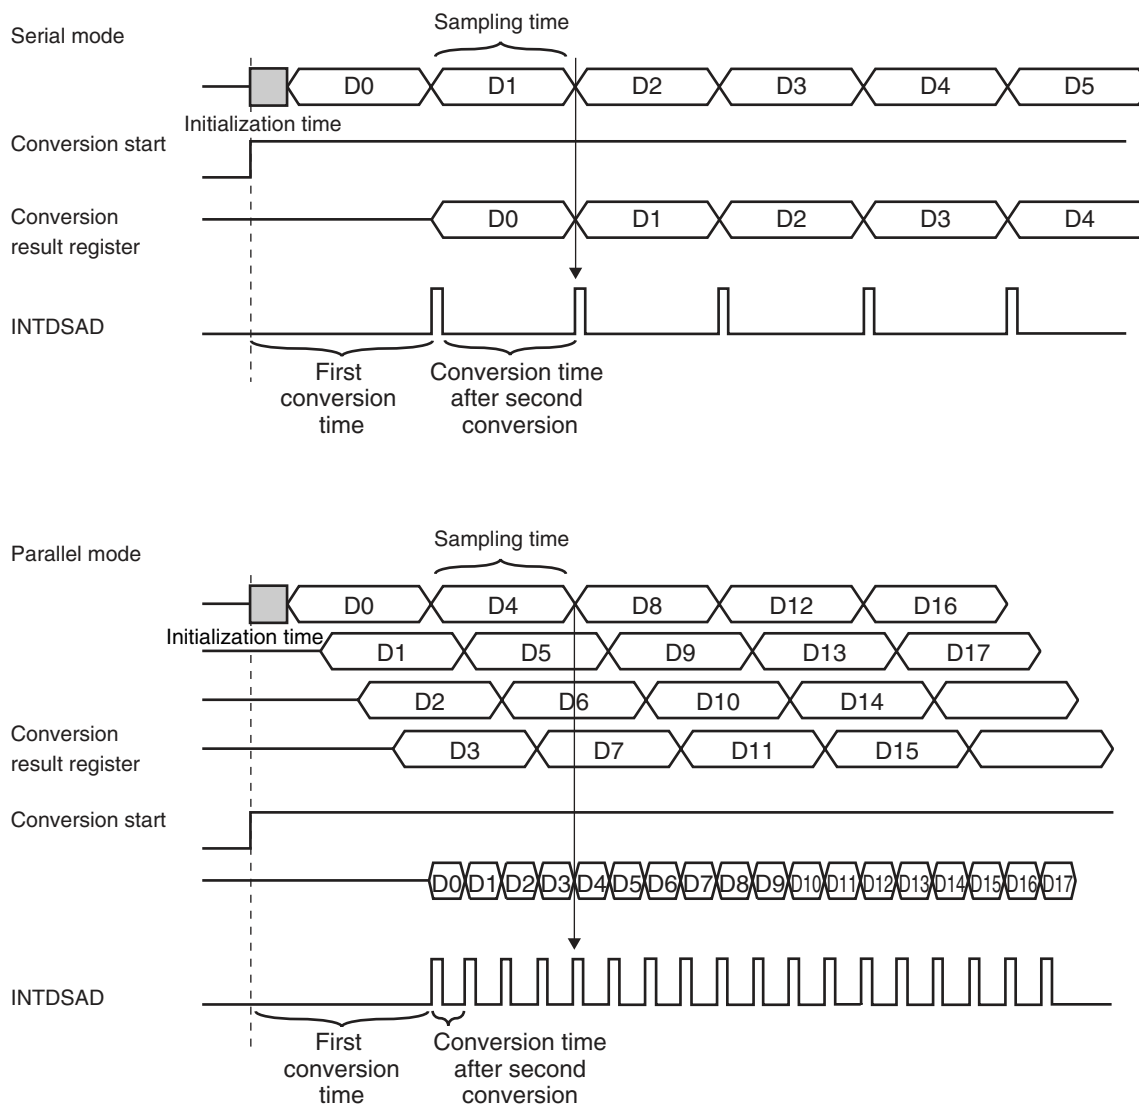 Sampling time
Serial mode
D0 D1 D2 D3 D4 D5
Initialization time
Conversion start
Conversion
result register
D0 D1 D2 D3 D4
INTDSAD
First
conversion
time
Conversion time
after second
conversion
Sampling time
Parallel mode
D0 D4 D8 D12 D16
Initialization time
D1 D5 D9 D13 D17
D2 D6 D10 D14
Conversion
result register
D3 D7 D11 D15
Conversion start
D0 D1 D2 D3 D4 D5 D6 D7 D8 D9 D10 D11 D12 D13 D14 D15 D16 D17
INTDSAD
First
conversion
time
Conversion time
after second
conversion